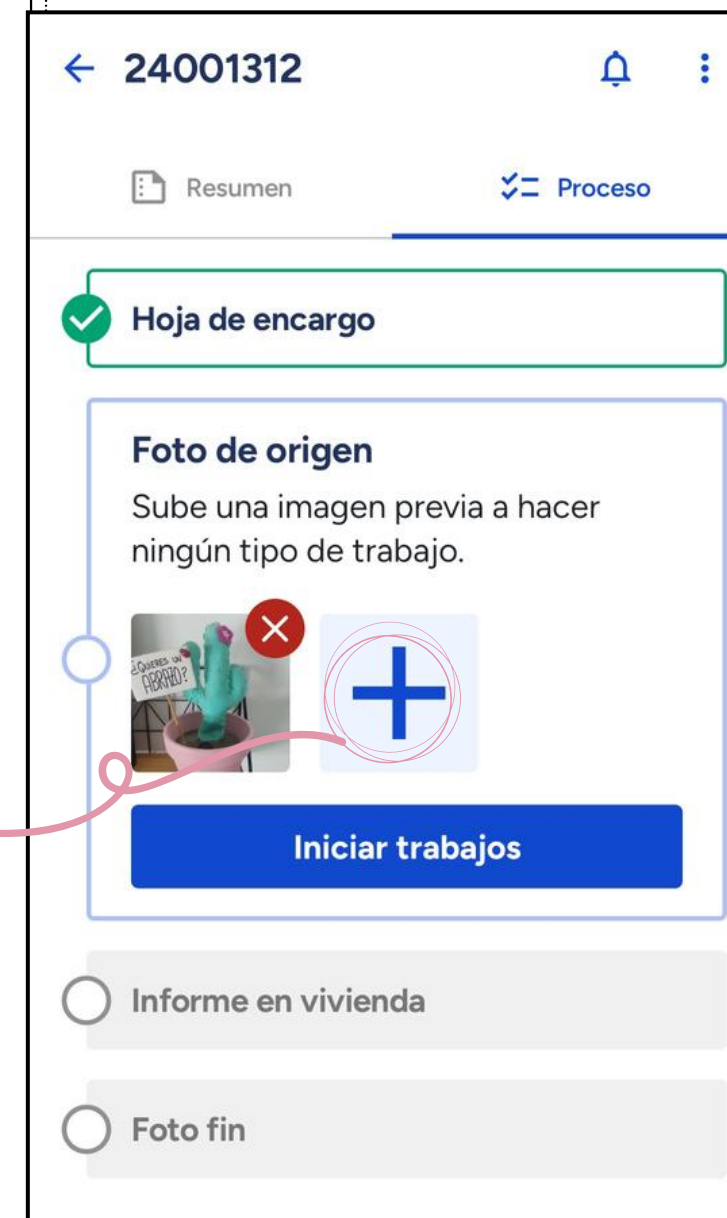 24001312
Resumen
Proceso
Hoja de encargo
Foto de origen
Sube una imagen previa a hacer
ningún tipo de trabajo.
¿QUIERES UN
ABRAZO?
Iniciar trabajos
Informe en vivienda
Foto fin